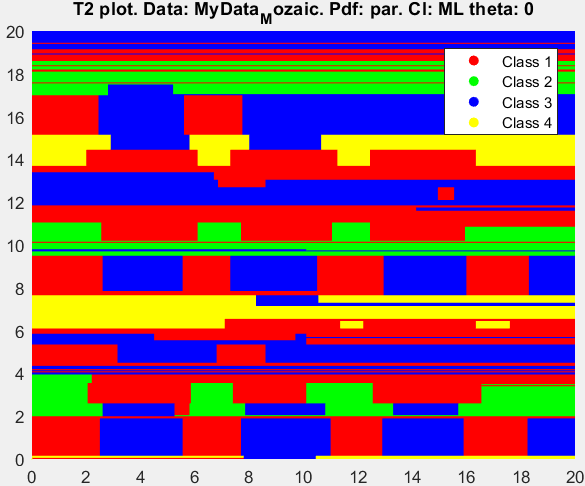 T2 plot. Data: MyData_Mozaic. Pdf: par. CI: ML theta: 0
20
18
16
14
12
10
8
6
4
2
0
Class 1
Class 2
Class 3
Class 4
0 2 4 6 8 10 12 14 16 18 20